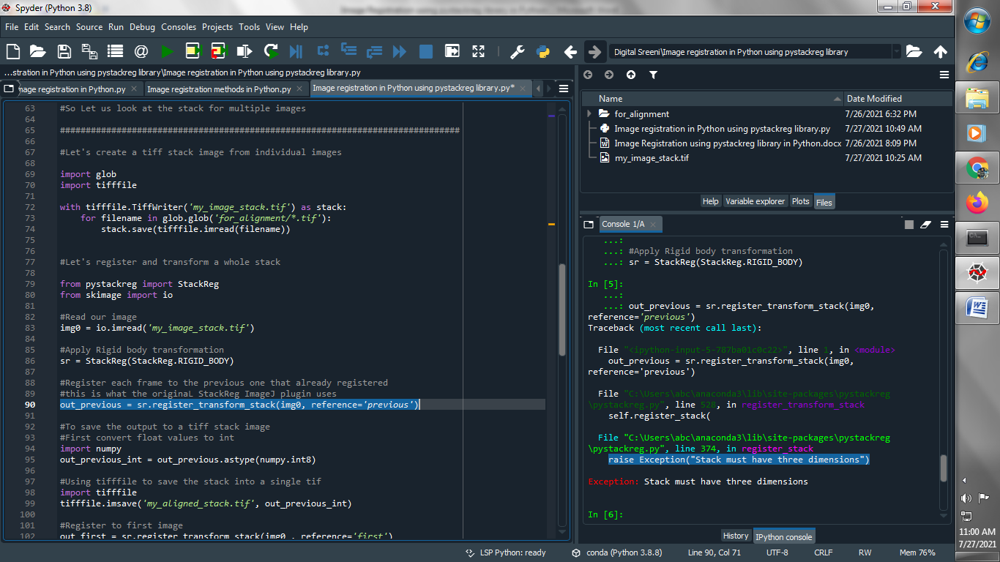 Spyder (Python 3.8)
File Edit Search Source Run Debug Consoles Projects Tools View Help
Digital Sreeni\Image registration in Python using pystackreg library
...stration in Python using pystackreg library\Image registration in Python using pystackreg library.py
mage registration in Python.py
Image registration methods in Python.py
Image registration in Python using pystackreg library.py*
63 #So Let us look at the stack for multiple images
64
65 ##############################################################################
66
67 #Let's create a tiff stack image from individual images
68
69 import glob
70 import tifffile
71
72 with tifffile.TiffWriter('my_image_stack.tif') as stack:
73 for filename in glob.glob('for_alignment/*.tif'):
74 stack.save(tifffile.imread(filename))
75
76
77 #Let's register and transform a whole stack
78
79 from pystackreg import StackReg
80 from skimage import io
81
82 #Read our image
83 img0 = io.imread('my_image_stack.tif')
84
85 #Apply Rigid body transformation
86 sr = StackReg(StackReg.RIGID_BODY)
87
88 #Register each frame to the previous one that already registered
89 #this is what the originaL StackReg ImageJ plugin uses
90 out_previous = sr.register_transform_stack(img0, reference='previous')
91
92 #To save the output to a tiff stack image
93 #First convert float values to int
94 import numpy
95 out_previous_int = out_previous.astype(numpy.int8)
96
97 #Using tifffile to save the stack into a single tif
98 import tifffile
99 tifffile.imsave('my_aligned_stack.tif', out_previous_int)
100
101 #Register to first image
102 out_first = sr.register_transform_stack(img0 , reference='first')
Name Date Modified
for_alignment 7/26/2021 6:32 PM
Image registration in Python using pystackreg library.py 7/27/2021 10:49 AM
Image Registration using pystackreg library in Python.docx 7/26/2021 8:09 PM
my_image_stack.tif 7/27/2021 10:25 AM
Help Variable explorer Plots Files
Console 1/A
...:
...: #Apply Rigid body transformation
...: sr = StackReg(StackReg.RIGID_BODY)
In [5]:
...:
...: out_previous = sr.register_transform_stack(img0,
reference='previous')
Traceback (most recent call last):
File "<ipython-input-5-787ba01c0c22>", line 1, in <module>
out_previous = sr.register_transform_stack(img0,
reference='previous')
File "C:\Users\abc\anaconda3\lib\site-packages\pystackreg
\pystackreg.py", line 528, in register_transform_stack
self.register_stack(
File "C:\Users\abc\anaconda3\lib\site-packages\pystackreg
\pystackreg.py", line 374, in register_stack
raise Exception("Stack must have three dimensions")
Exception: Stack must have three dimensions
In [6]:
History IPython console
LSP Python: ready conda (Python 3.8.8) Line 90, Col 71 UTF-8 CRLF RW Mem 76%
11:00 AM
7/27/2021